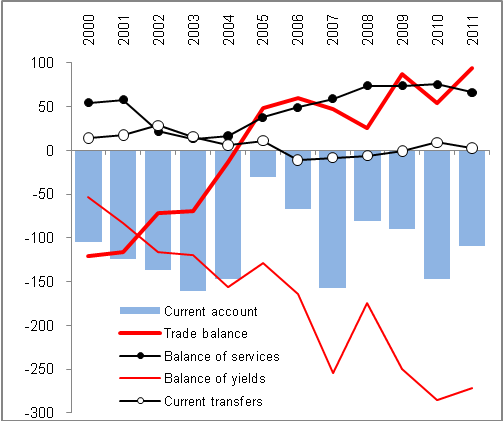 2000 2001 2002 2003 2004 2005 2006 2007 2008 2009 2010 2011
100
50
0
-50
-100
-150
-200
-250
-300
Current account
Trade balance
Balance of services
Balance of yields
Current transfers